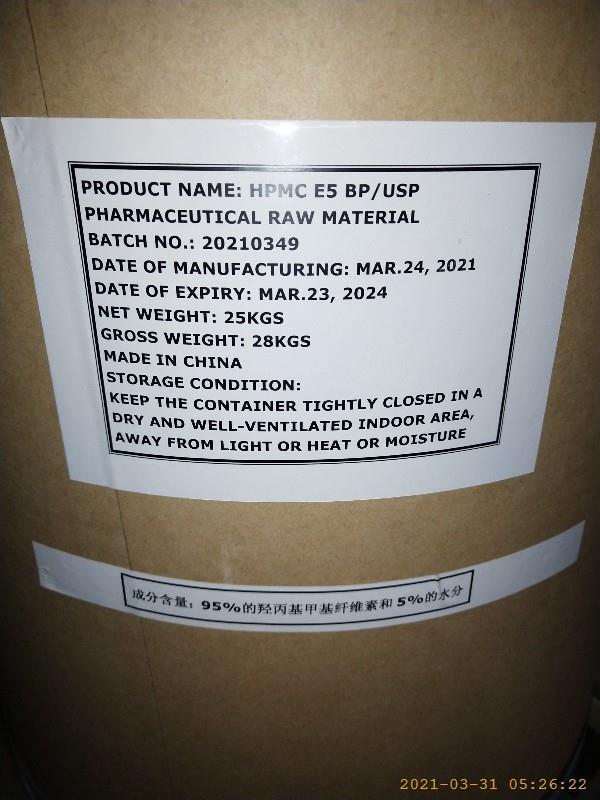 PRODUCT NAME: HPMC E5 BP/USP
PHARMACEUTICAL RAW MATERIAL
BATCH NO.: 20210349
DATE OF MANUFACTURING: MAR.24, 2021
DATE OF EXPIRY: MAR.23, 2024
NET WEIGHT: 25KGS
GROSS WEIGHT: 28KGS
MADE IN CHINA
STORAGE CONDITION:
KEEP THE CONTAINER TIGHTLY CLOSED IN A
DRY AND WELL-VENTILATED INDOOR AREA,
AWAY FROM LIGHT OR HEAT OR MOISTURE
成分含量：95%的羟丙基甲基纤维素和 5%的水分
2021-03-31 05:26:22